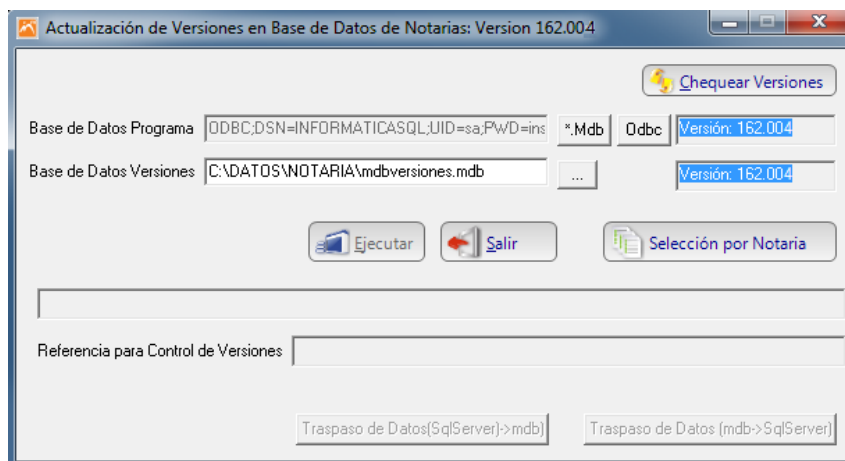 Actualización de Versiones en Base de Datos de Notarias: Version 162.004
Chequear Versiones
Base de Datos Programa ODBC;DSN=INFORMATICASQL;UID=sa;PWD=ins *.Mdb Odbc Versión: 162.004
Base de Datos Versiones C:\DATOS\NOTARIA\mdbversiones.mdb ... Versión: 162.004
Ejecutar Salir Selección por Notaria
Referencia para Control de Versiones
Traspaso de Datos(SqlServer)->mdb) Traspaso de Datos (mdb->SqlServer)